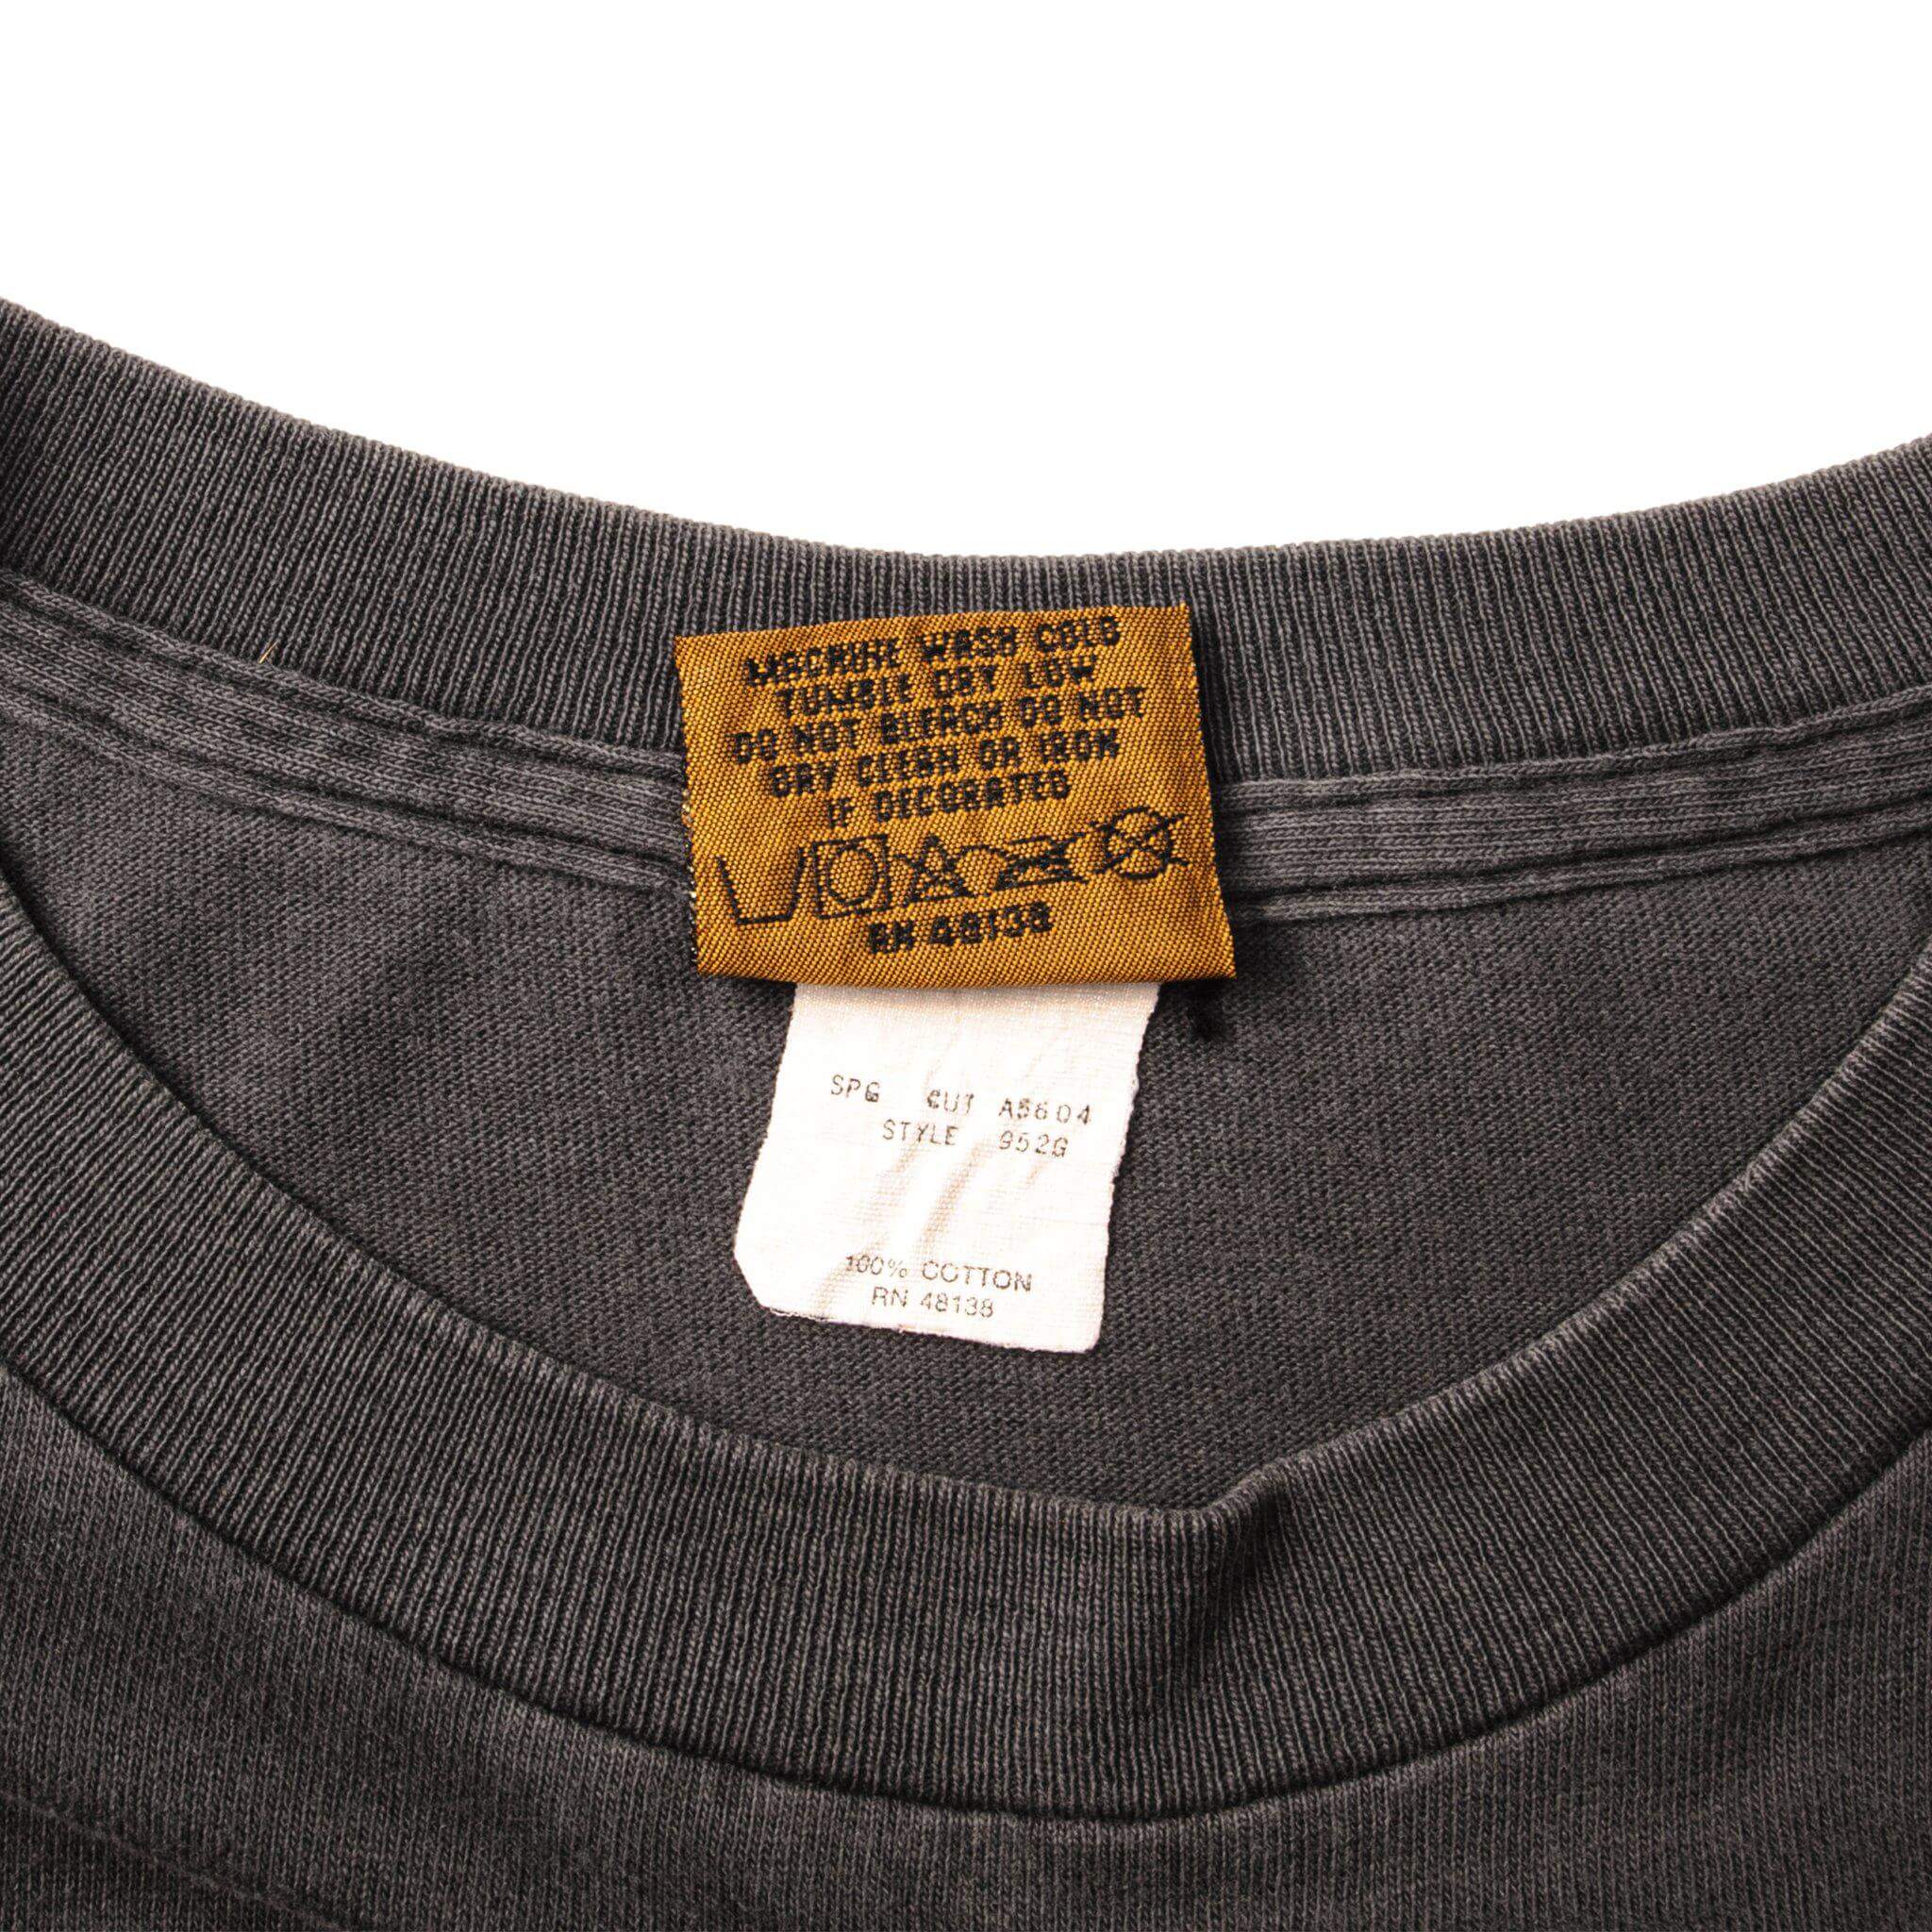 MACHINE WASH COLD
TUMBLE DRY LOW
DO NOT BLEACH DO NOT
DRY CLEAN OR IRON
IF DECORATED
RN 48138
SPG CUT A5604
STYLE 952G
100% COTTON
RN 48138